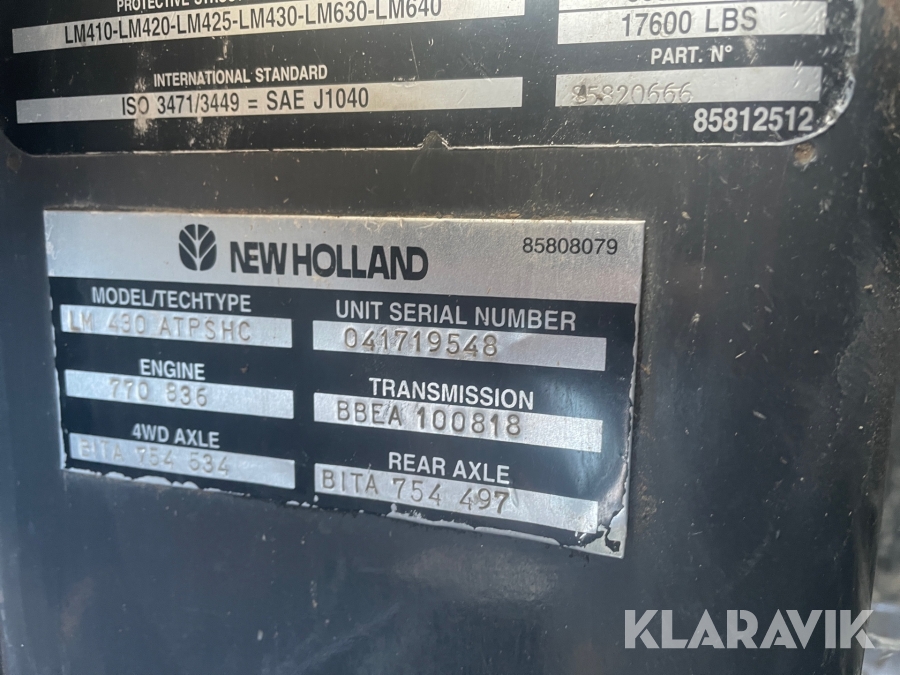 LM410-LM420-LM425-LM430-LM630-LM640
17600 LBS
INTERNATIONAL STANDARD
PART. N°
ISO 3471/3449 = SAE J1040
85820666
85812512
NEW HOLLAND
85808079
MODEL/TECHTYPE
UNIT SERIAL NUMBER
LM 430 ATPSHC
041719548
ENGINE
TRANSMISSION
770 836
BBEA 100818
4WD AXLE
REAR AXLE
BITA 754 534
BITA 754 497
KLARAVIK